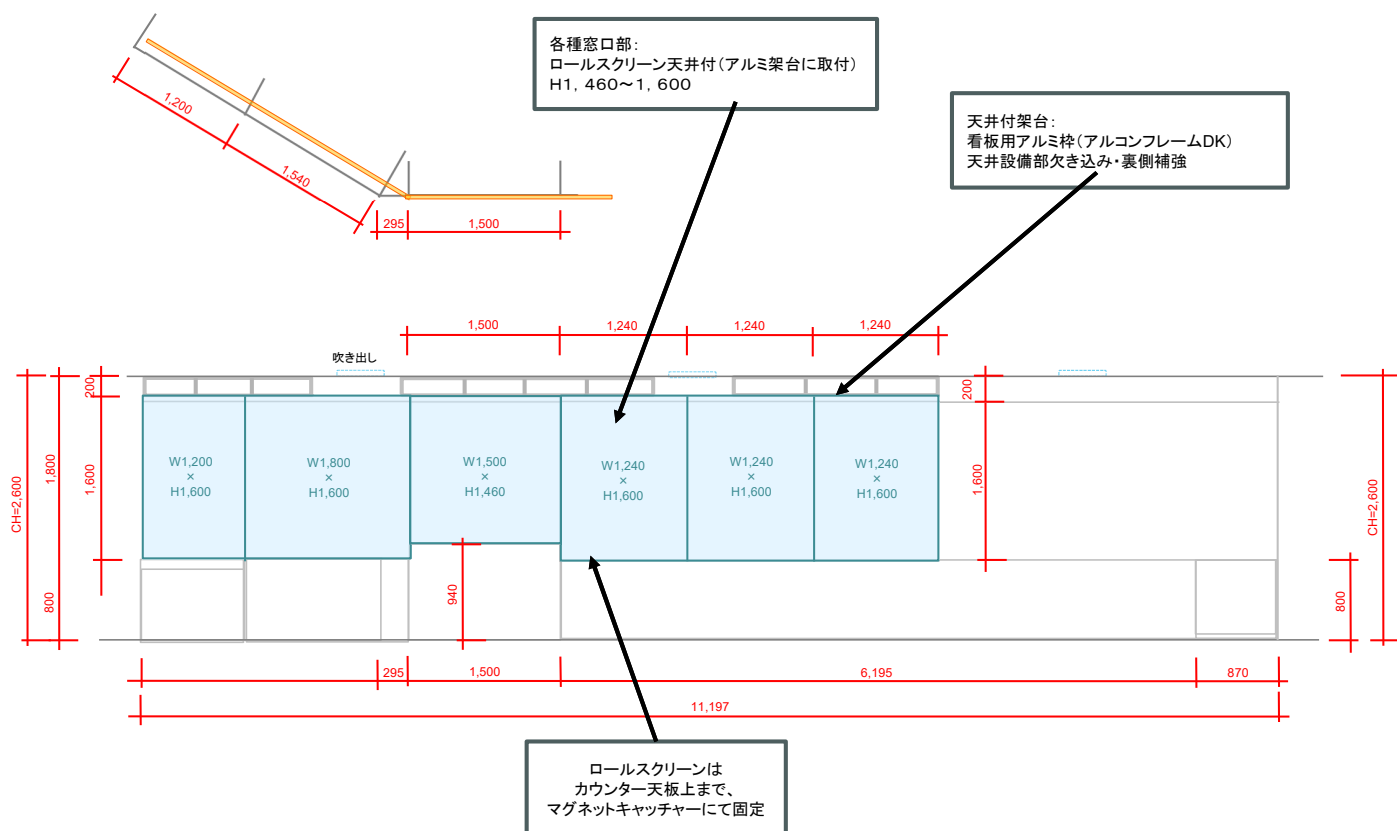 各種窓口部：
ロールスクリーン天井付（アルミ架台に取付）
H1，460～1，600
天井付架台：
看板用アルミ枠（アルコンフレームDK）
天井設備部欠き込み・裏側補強
1,200
1,540
295
1,500
1,500
1,240
1,240
1,240
吹き出し
CH=2,600
1,800
800
200
1,600
W1,200
×
H1,600
W1,800
×
H1,600
W1,500
×
H1,460
W1,240
×
H1,600
W1,240
×
H1,600
W1,240
×
H1,600
200
1,600
800
CH=2,600
940
295
1,500
6,195
870
11,197
ロールスクリーンは
カウンター天板上まで、
マグネットキャッチャーにて固定